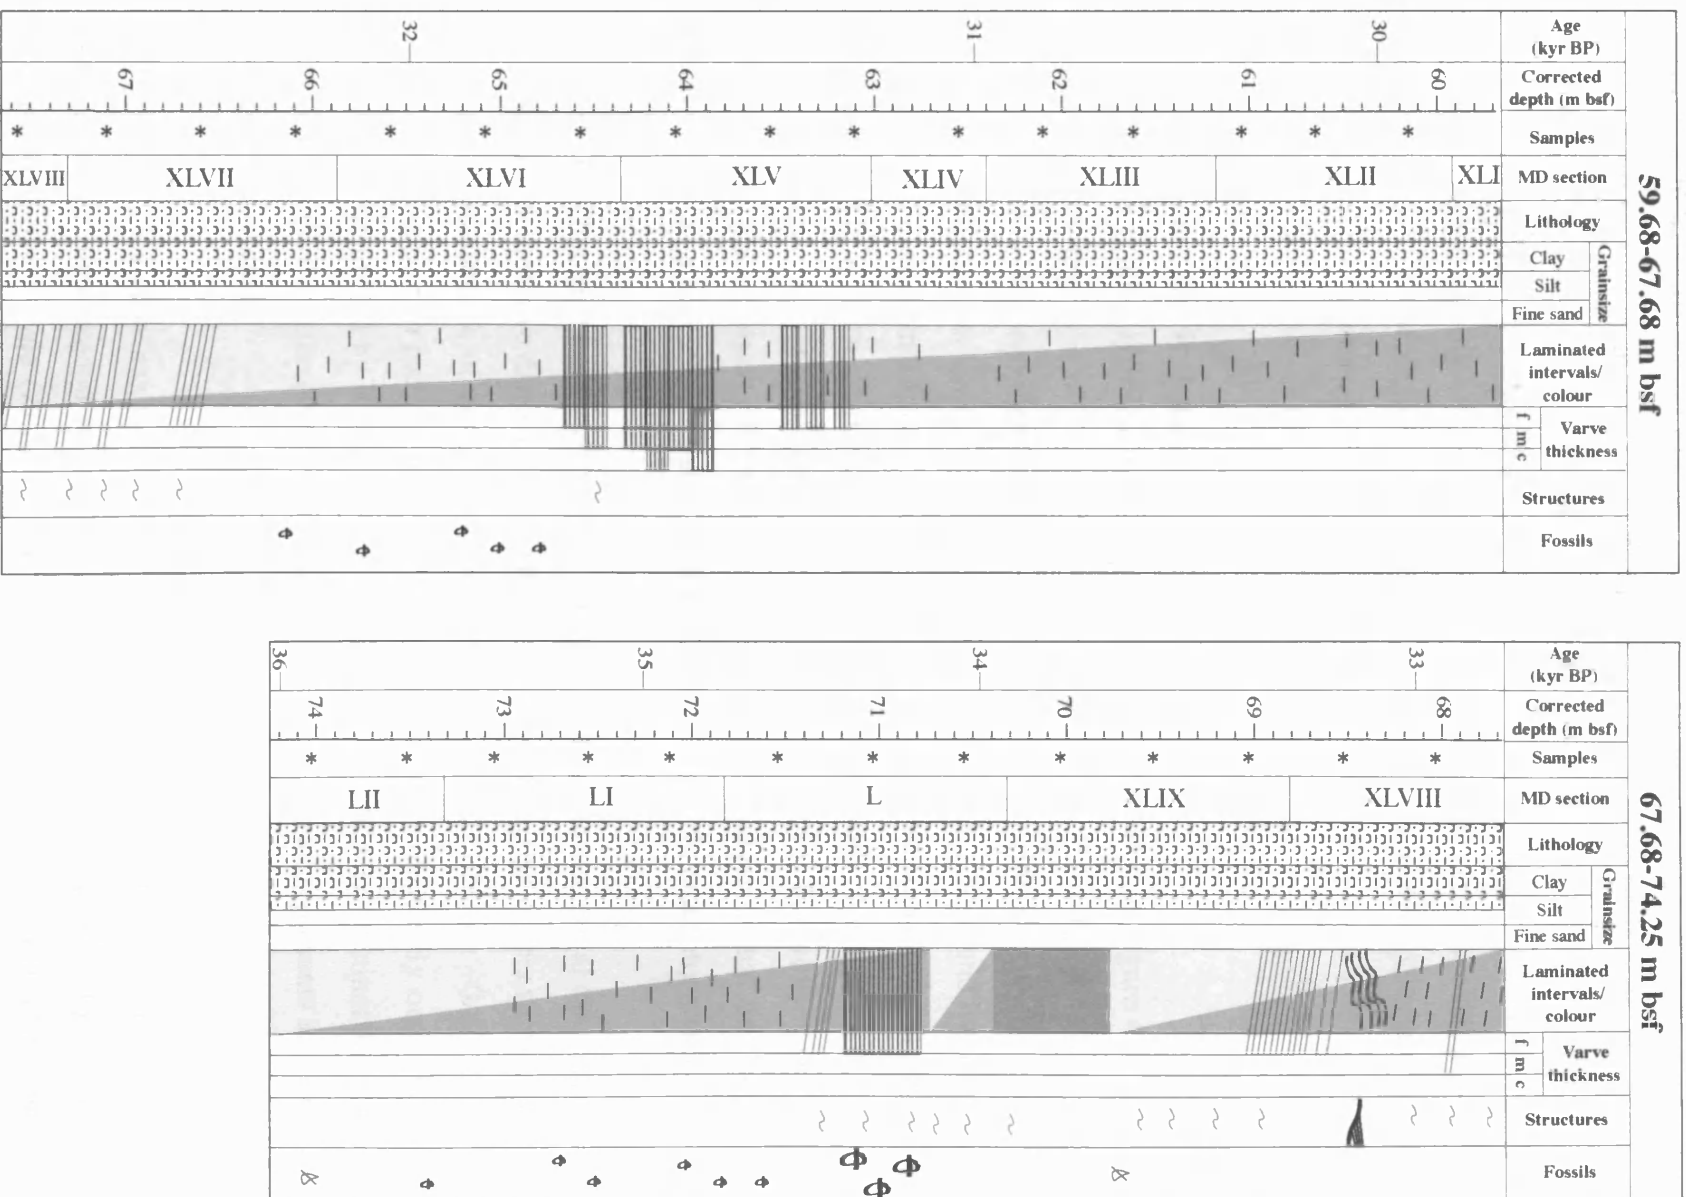 59.68-67.68 m bsf
Age
(kyr BP)
32 31 30
Corrected
depth (m bsf)
67 66 65 64 63 62 61 60
Samples
* * * * * * * * * * * * * * * *
MD section
XLVIII XLVII XLVI XLV XLIV XLIII XLII XLI
Lithology
Grainsize
Clay
Silt
Fine sand
Laminated
intervals/
colour
f m c
Varve
thickness
Structures
Fossils
67.68-74.25 m bsf
Age
(kyr BP)
36 35 34 33
Corrected
depth (m bsf)
74 73 72 71 70 69 68
Samples
* * * * * * * * * * * * *
MD section
LII LI L XLIX XLVIII
Lithology
Grainsize
Clay
Silt
Fine sand
Laminated
intervals/
colour
f m c
Varve
thickness
Structures
Fossils